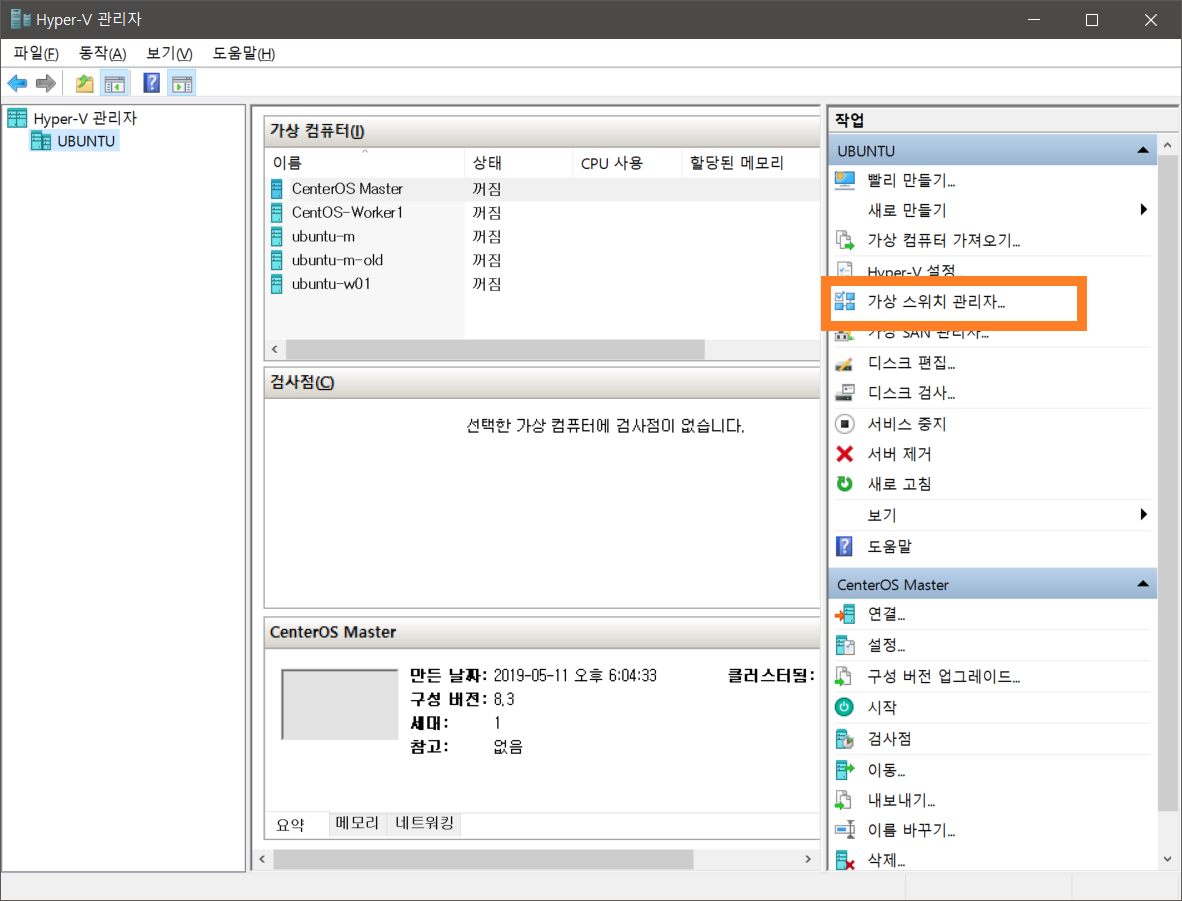 Hyper-V 관리자
파일(F) 동작(A) 보기(V) 도움말(H)
Hyper-V 관리자
UBUNTU
가상 컴퓨터(I)
이름 상태 CPU 사용 할당된 메모리
CenterOS Master 꺼짐
CentOS-Worker1 꺼짐
ubuntu-m 꺼짐
ubuntu-m-old 꺼짐
ubuntu-w01 꺼짐
검사점(C)
선택한 가상 컴퓨터에 검사점이 없습니다.
CenterOS Master
만든 날짜: 2019-05-11 오후 6:04:33 클러스터됨:
구성 버전: 8.3
세대: 1
참고: 없음
요약 메모리 네트워킹
작업
UBUNTU
빨리 만들기...
새로 만들기
가상 컴퓨터 가져오기...
Hyper-V 설정...
가상 스위치 관리자...
가상 SAN 관리자...
디스크 편집...
디스크 검사...
서비스 중지
서버 제거
새로 고침
보기
도움말
CenterOS Master
연결...
설정...
구성 버전 업그레이드...
시작
검사점
이동...
내보내기...
이름 바꾸기...
삭제...